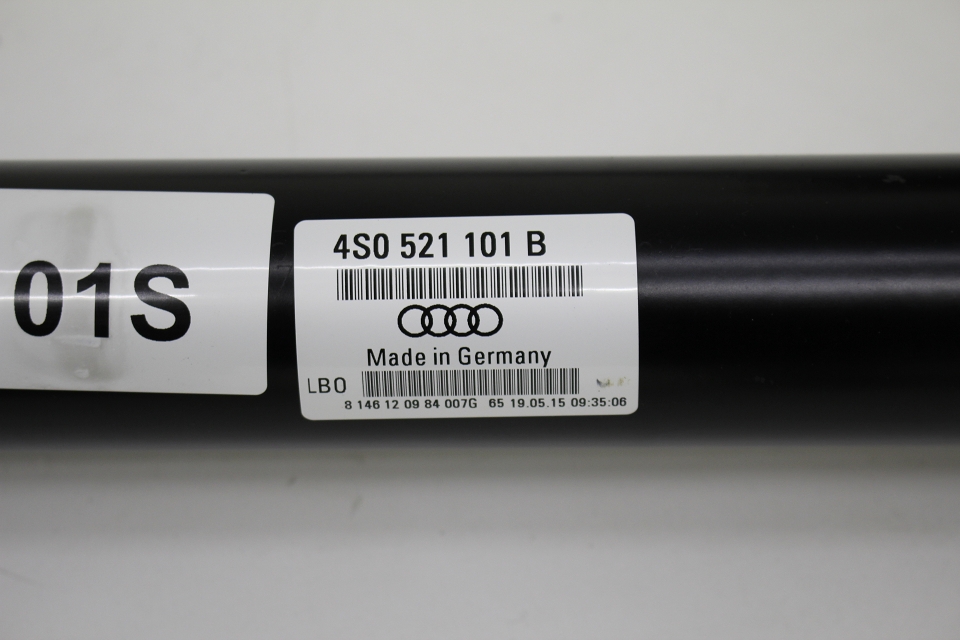 01S
4S0 521 101 B
Made in Germany
LBO
8 146 12 09 84 007G 65 19.05.15 09:35:06